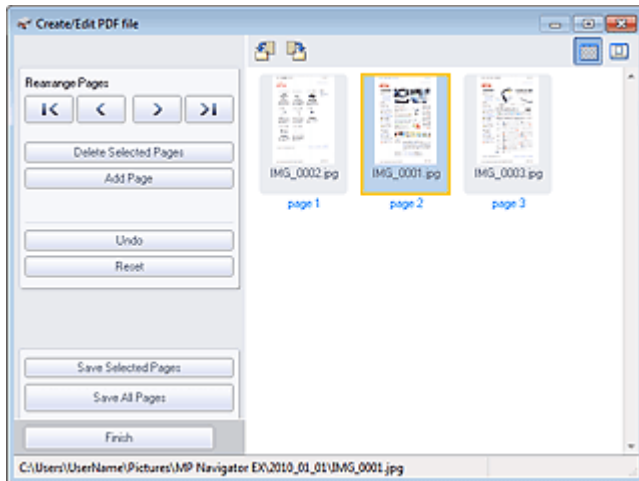 Create/Edit PDF file
Rearrange Pages
Delete Selected Pages
Add Page
Undo
Reset
Save Selected Pages
Save All Pages
Finish
IMG_0002.jpg IMG_0001.jpg IMG_0003.jpg
page 1 page 2 page 3
C:\Users\UserName\Pictures\MP Navigator EX\2010_01_01\IMG_0001.jpg